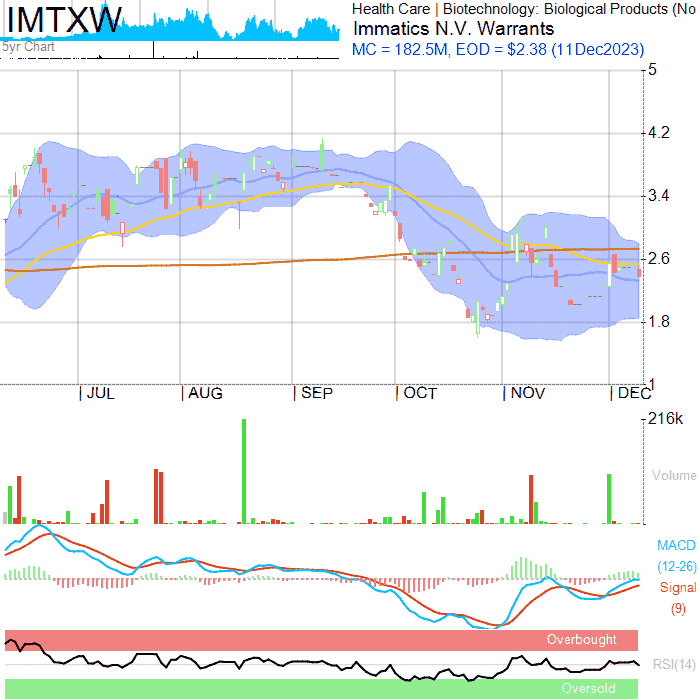 IMTXW
5yr Chart
Health Care | Biotechnology: Biological Products (No
Immatics N.V. Warrants
MC = 182.5M, EOD = $2.38 (11Dec2023)
5
4.2
3.4
2.6
1.8
1
JUL AUG SEP OCT NOV DEC
216k
Volume
MACD
(12-26)
Signal
(9)
Overbought
RSI(14)
Oversold